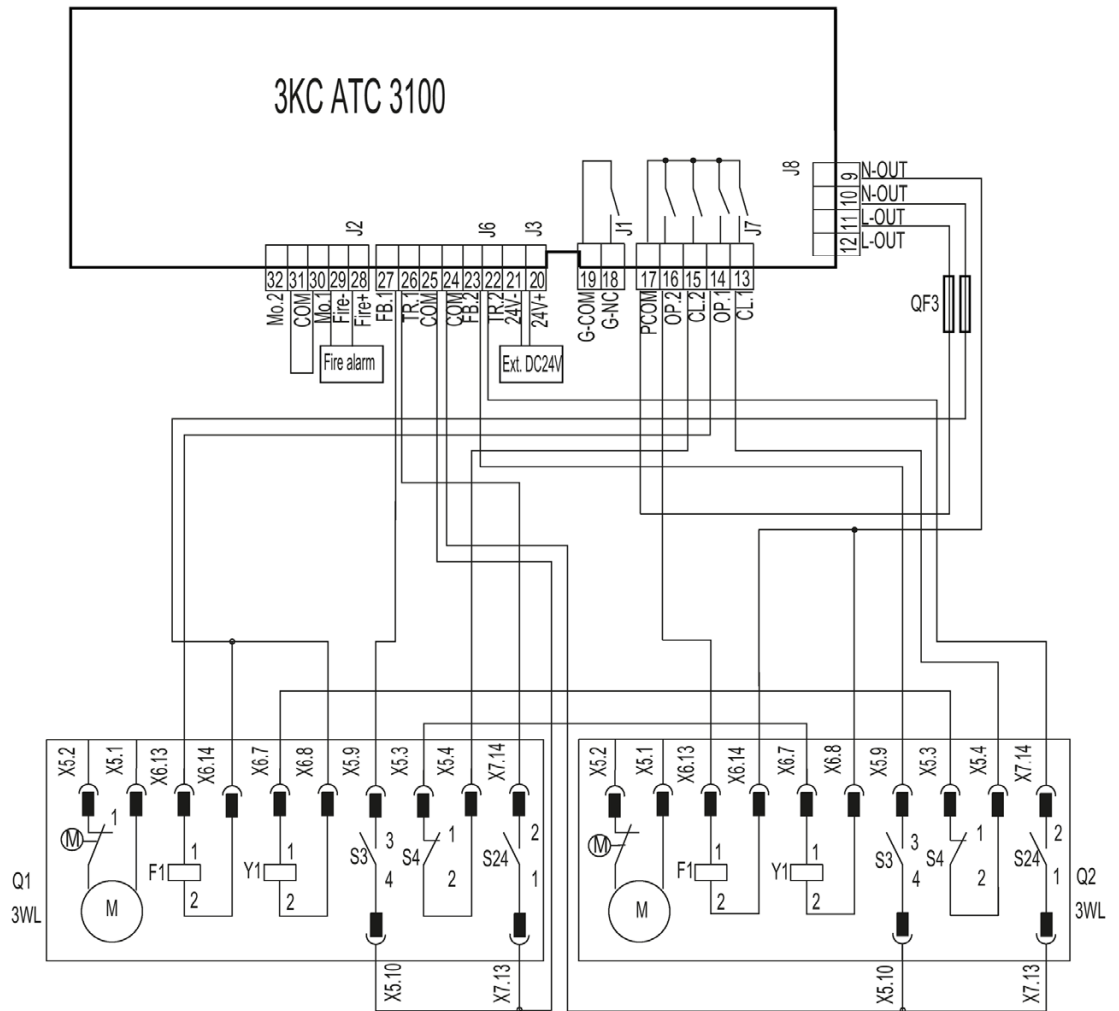 3KC ATC 3100
J8
9
N-OUT
10
N-OUT
11
L-OUT
12
L-OUT
J2
J6
J3
J1
J7
32
31
30
29
28
27
26
25
24
23
22
21
20
19
18
17
16
15
14
13
Mo.2
COM
Mo.1
Fire-
Fire+
FB.1
TR.1
COM
COM
FB.2
TR.2
24V-
24V+
G-COM
G-NC
PCOM
OP.2
CL.2
OP.1
CL.1
QF3
Fire alarm
Ext. DC24V
X5.2
X5.1
X6.13
X6.14
X6.7
X6.8
X5.9
X5.3
X5.4
X7.14
X5.2
X5.1
X6.13
X6.14
X6.7
X6.8
X5.9
X5.3
X5.4
X7.14
Q1
3WL
M
1
M
F1
1
2
Y1
1
2
S3
3
4
S4
1
2
S24
2
1
X5.10
X7.13
M
M
F1
1
2
Y1
1
2
S3
3
4
S4
1
2
S24
2
1
Q2
3WL
X5.10
X7.13